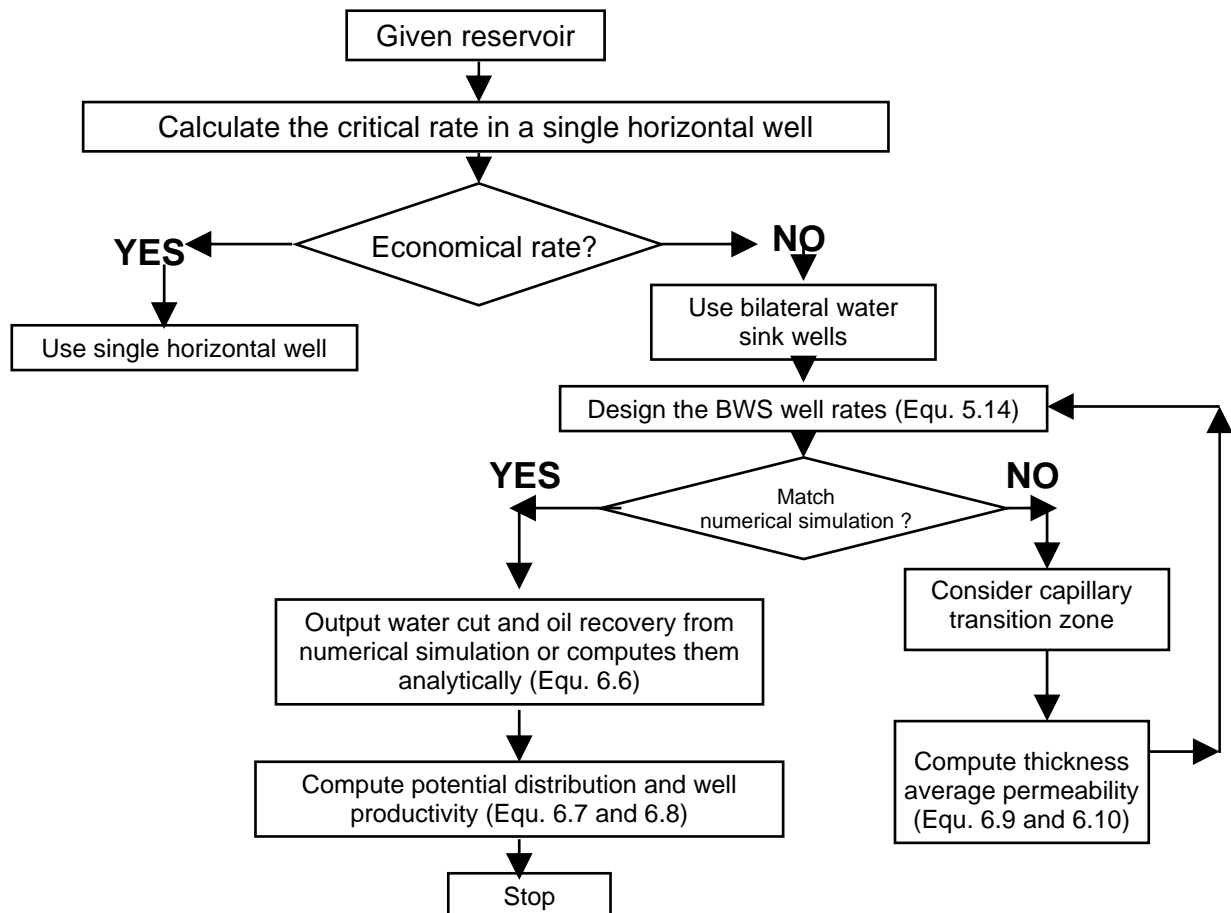 Given reservoir
Calculate the critical rate in a single horizontal well
Economical rate?
YES
NO
Use single horizontal well
Use bilateral water
sink wells
Design the BWS well rates (Equ. 5.14)
YES
NO
Match
numerical simulation ?
Output water cut and oil recovery from
numerical simulation or computes them
analytically (Equ. 6.6)
Consider capillary
transition zone
Compute thickness
average permeability
(Equ. 6.9 and 6.10)
Compute potential distribution and well
productivity (Equ. 6.7 and 6.8)
Stop